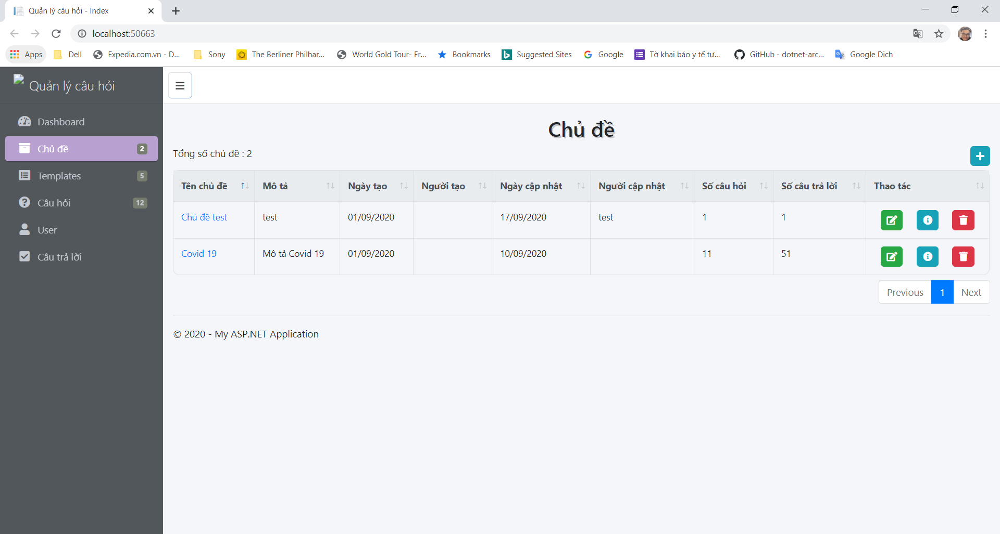 Quản lý câu hỏi - Index
localhost:50663
Apps Dell Expedia.com.vn - D... Sony The Berliner Philhar... World Gold Tour- Fr... Bookmarks Suggested Sites Google Tờ khai báo y tế tự... GitHub - dotnet-arc... Google Dịch
Quản lý câu hỏi
Dashboard
Chủ đề 2
Templates 5
Câu hỏi 12
User
Câu trả lời
Chủ đề
Tổng số chủ đề : 2
Tên chủ đề Mô tả Ngày tạo Người tạo Ngày cập nhật Người cập nhật Số câu hỏi Số câu trả lời Thao tác
Chủ đề test test 01/09/2020 17/09/2020 test 1 1
Covid 19 Mô tả Covid 19 01/09/2020 10/09/2020 11 51
Previous 1 Next
© 2020 - My ASP.NET Application